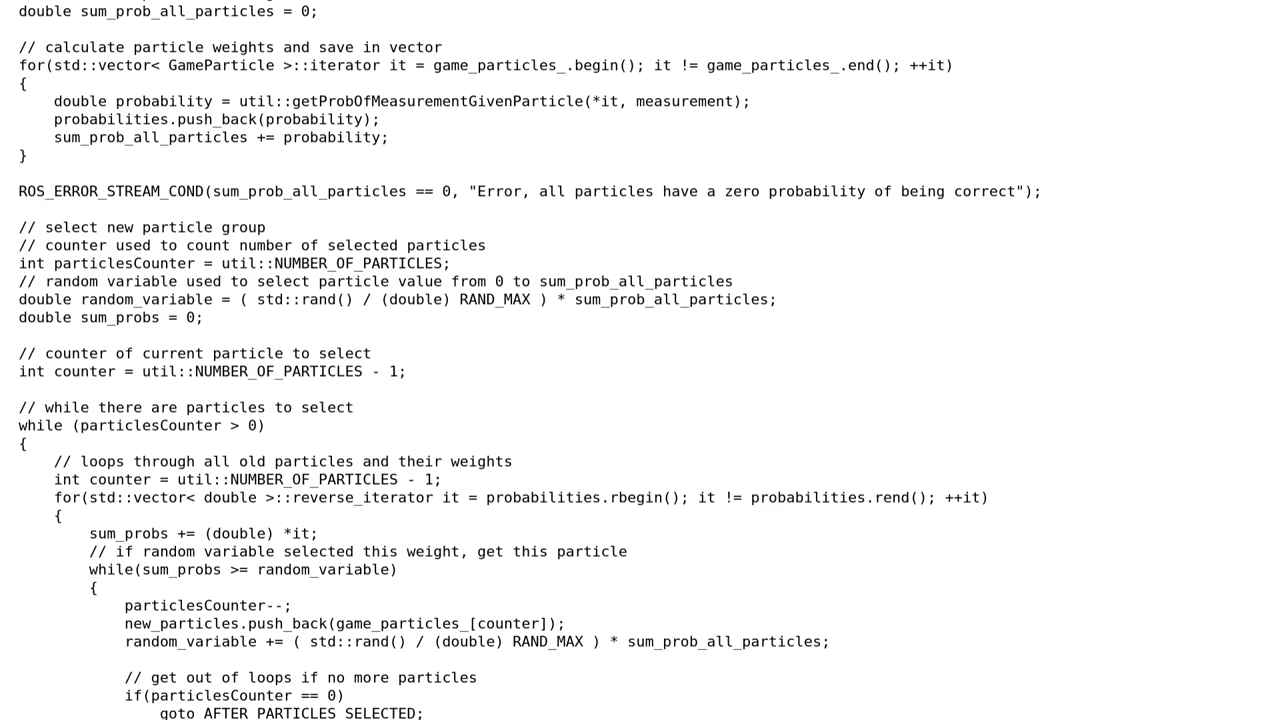 double sum_prob_all_particles = 0;
// calculate particle weights and save in vector
for(std::vector< GameParticle >::iterator it = game_particles_.begin(); it != game_particles_.end(); ++it)
{
    double probability = util::getProbOfMeasurementGivenParticle(*it, measurement);
    probabilities.push_back(probability);
    sum_prob_all_particles += probability;
}
ROS_ERROR_STREAM_COND(sum_prob_all_particles == 0, "Error, all particles have a zero probability of being correct");
// select new particle group
// counter used to count number of selected particles
int particlesCounter = util::NUMBER_OF_PARTICLES;
// random variable used to select particle value from 0 to sum_prob_all_particles
double random_variable = ( std::rand() / (double) RAND_MAX ) * sum_prob_all_particles;
double sum_probs = 0;
// counter of current particle to select
int counter = util::NUMBER_OF_PARTICLES - 1;
// while there are particles to select
while (particlesCounter > 0)
{
    // loops through all old particles and their weights
    int counter = util::NUMBER_OF_PARTICLES - 1;
    for(std::vector< double >::reverse_iterator it = probabilities.rbegin(); it != probabilities.rend(); ++it)
    {
        sum_probs += (double) *it;
        // if random variable selected this weight, get this particle
        while(sum_probs >= random_variable)
        {
            particlesCounter--;
            new_particles.push_back(game_particles_[counter]);
            random_variable += ( std::rand() / (double) RAND_MAX ) * sum_prob_all_particles;
            // get out of loops if no more particles
            if(particlesCounter == 0)
                goto AFTER_PARTICLES_SELECTED;